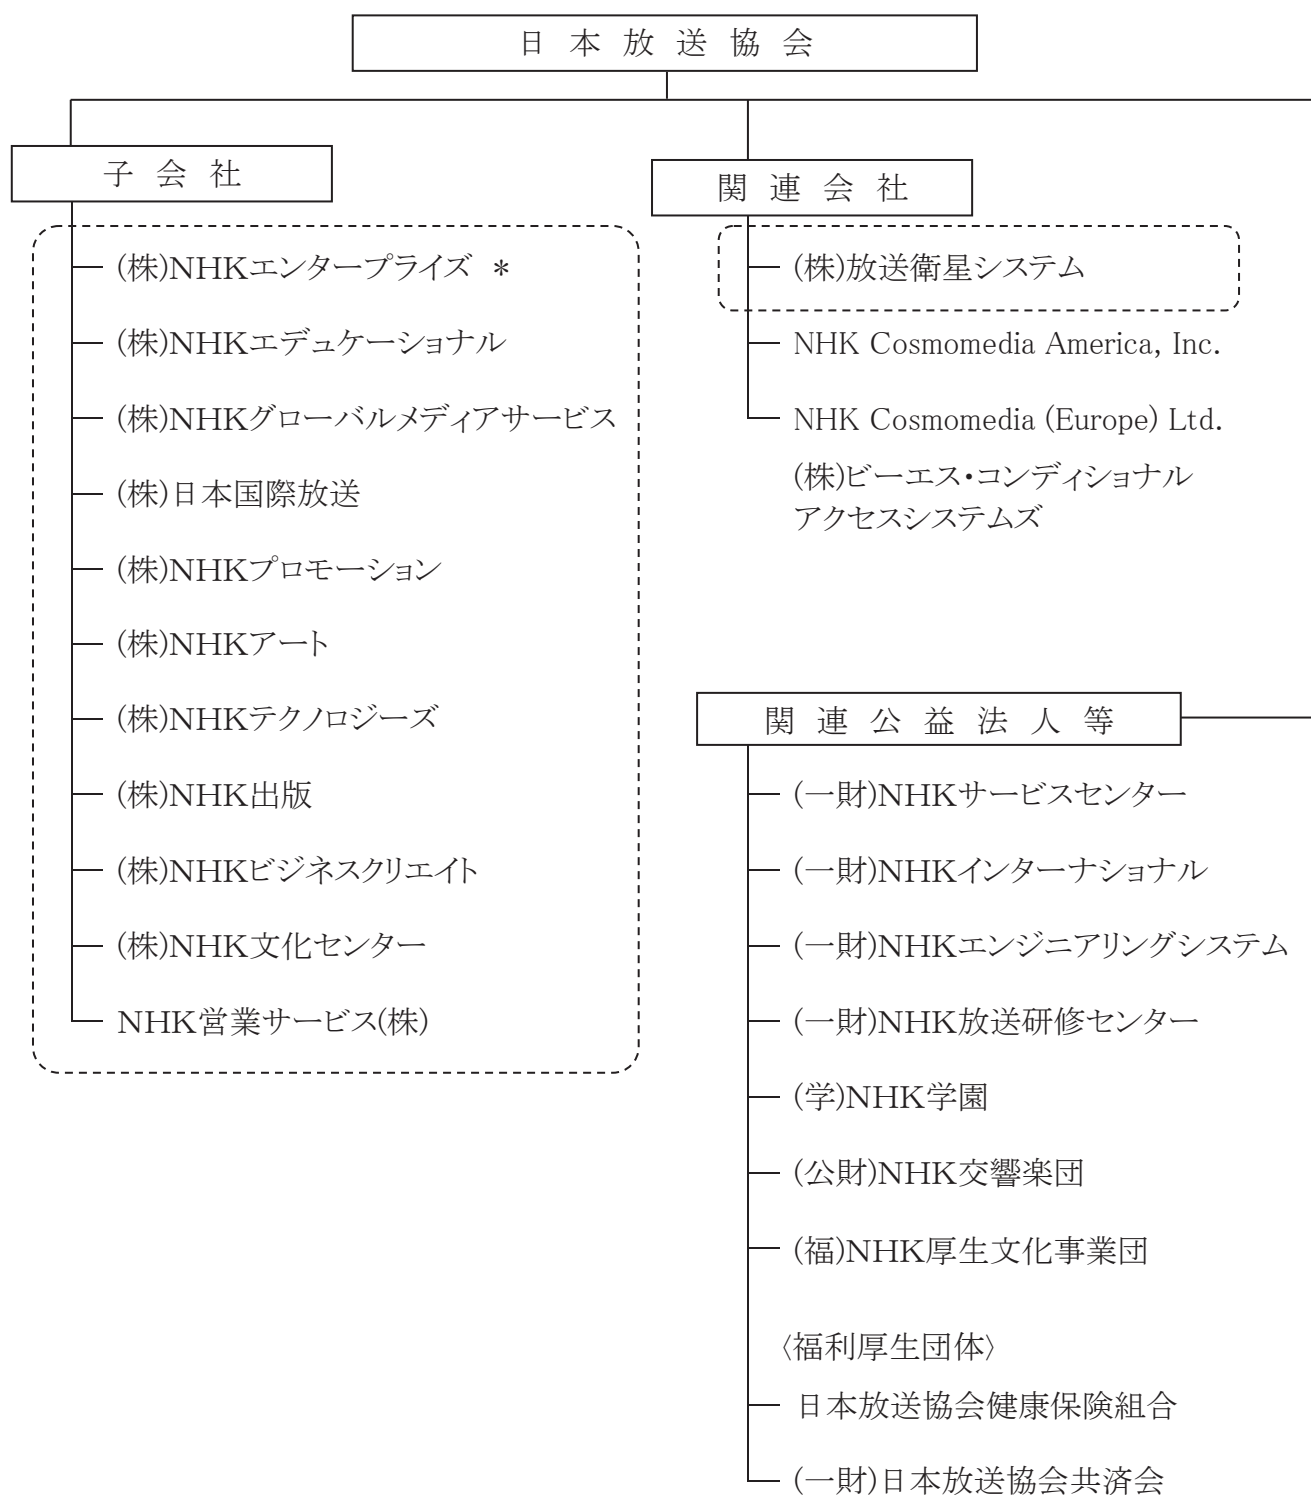 日本放送協会
子会社
(株)NHKエンタープライズ *
(株)NHKエデュケーショナル
(株)NHKグローバルメディアサービス
(株)日本国際放送
(株)NHKプロモーション
(株)NHKアート
(株)NHKテクノロジーズ
(株)NHK出版
(株)NHKビジネスクリエイト
(株)NHK文化センター
NHK営業サービス(株)
関連会社
(株)放送衛星システム
NHK Cosmomedia America, Inc.
NHK Cosmomedia (Europe) Ltd.
(株)ビーエス・コンディショナル
アクセスシステムズ
関連公益法人等
(一財)NHKサービスセンター
(一財)NHKインターナショナル
(一財)NHKエンジニアリングシステム
(一財)NHK放送研修センター
(学)NHK学園
(公財)NHK交響楽団
(福)NHK厚生文化事業団
〈福利厚生団体〉
日本放送協会健康保険組合
(一財)日本放送協会共済会